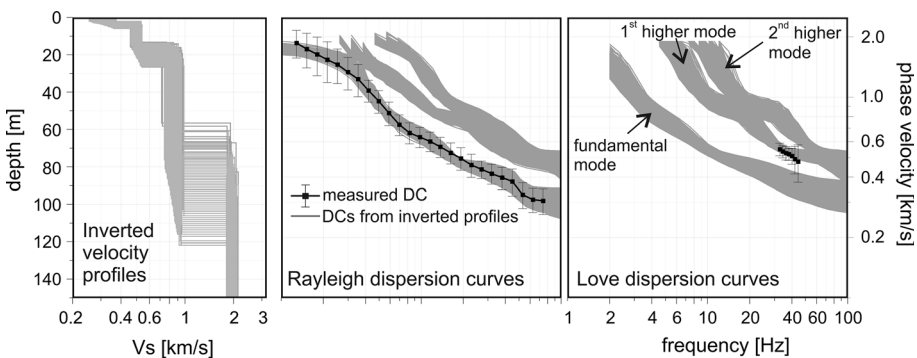 0
20
40
60
80
100
120
140
depth [m]
Inverted
velocity
profiles
0.2
0.4
0.6
1
2
3
Vs [km/s]
measured DC
DCs from inverted profiles
Rayleigh dispersion curves
1st higher mode
2nd higher
mode
fundamental
mode
Love dispersion curves
1
2
4
6
10
20
40
60
100
frequency [Hz]
2.0
1.0
0.6
0.4
0.2
phase velocity
[km/s]